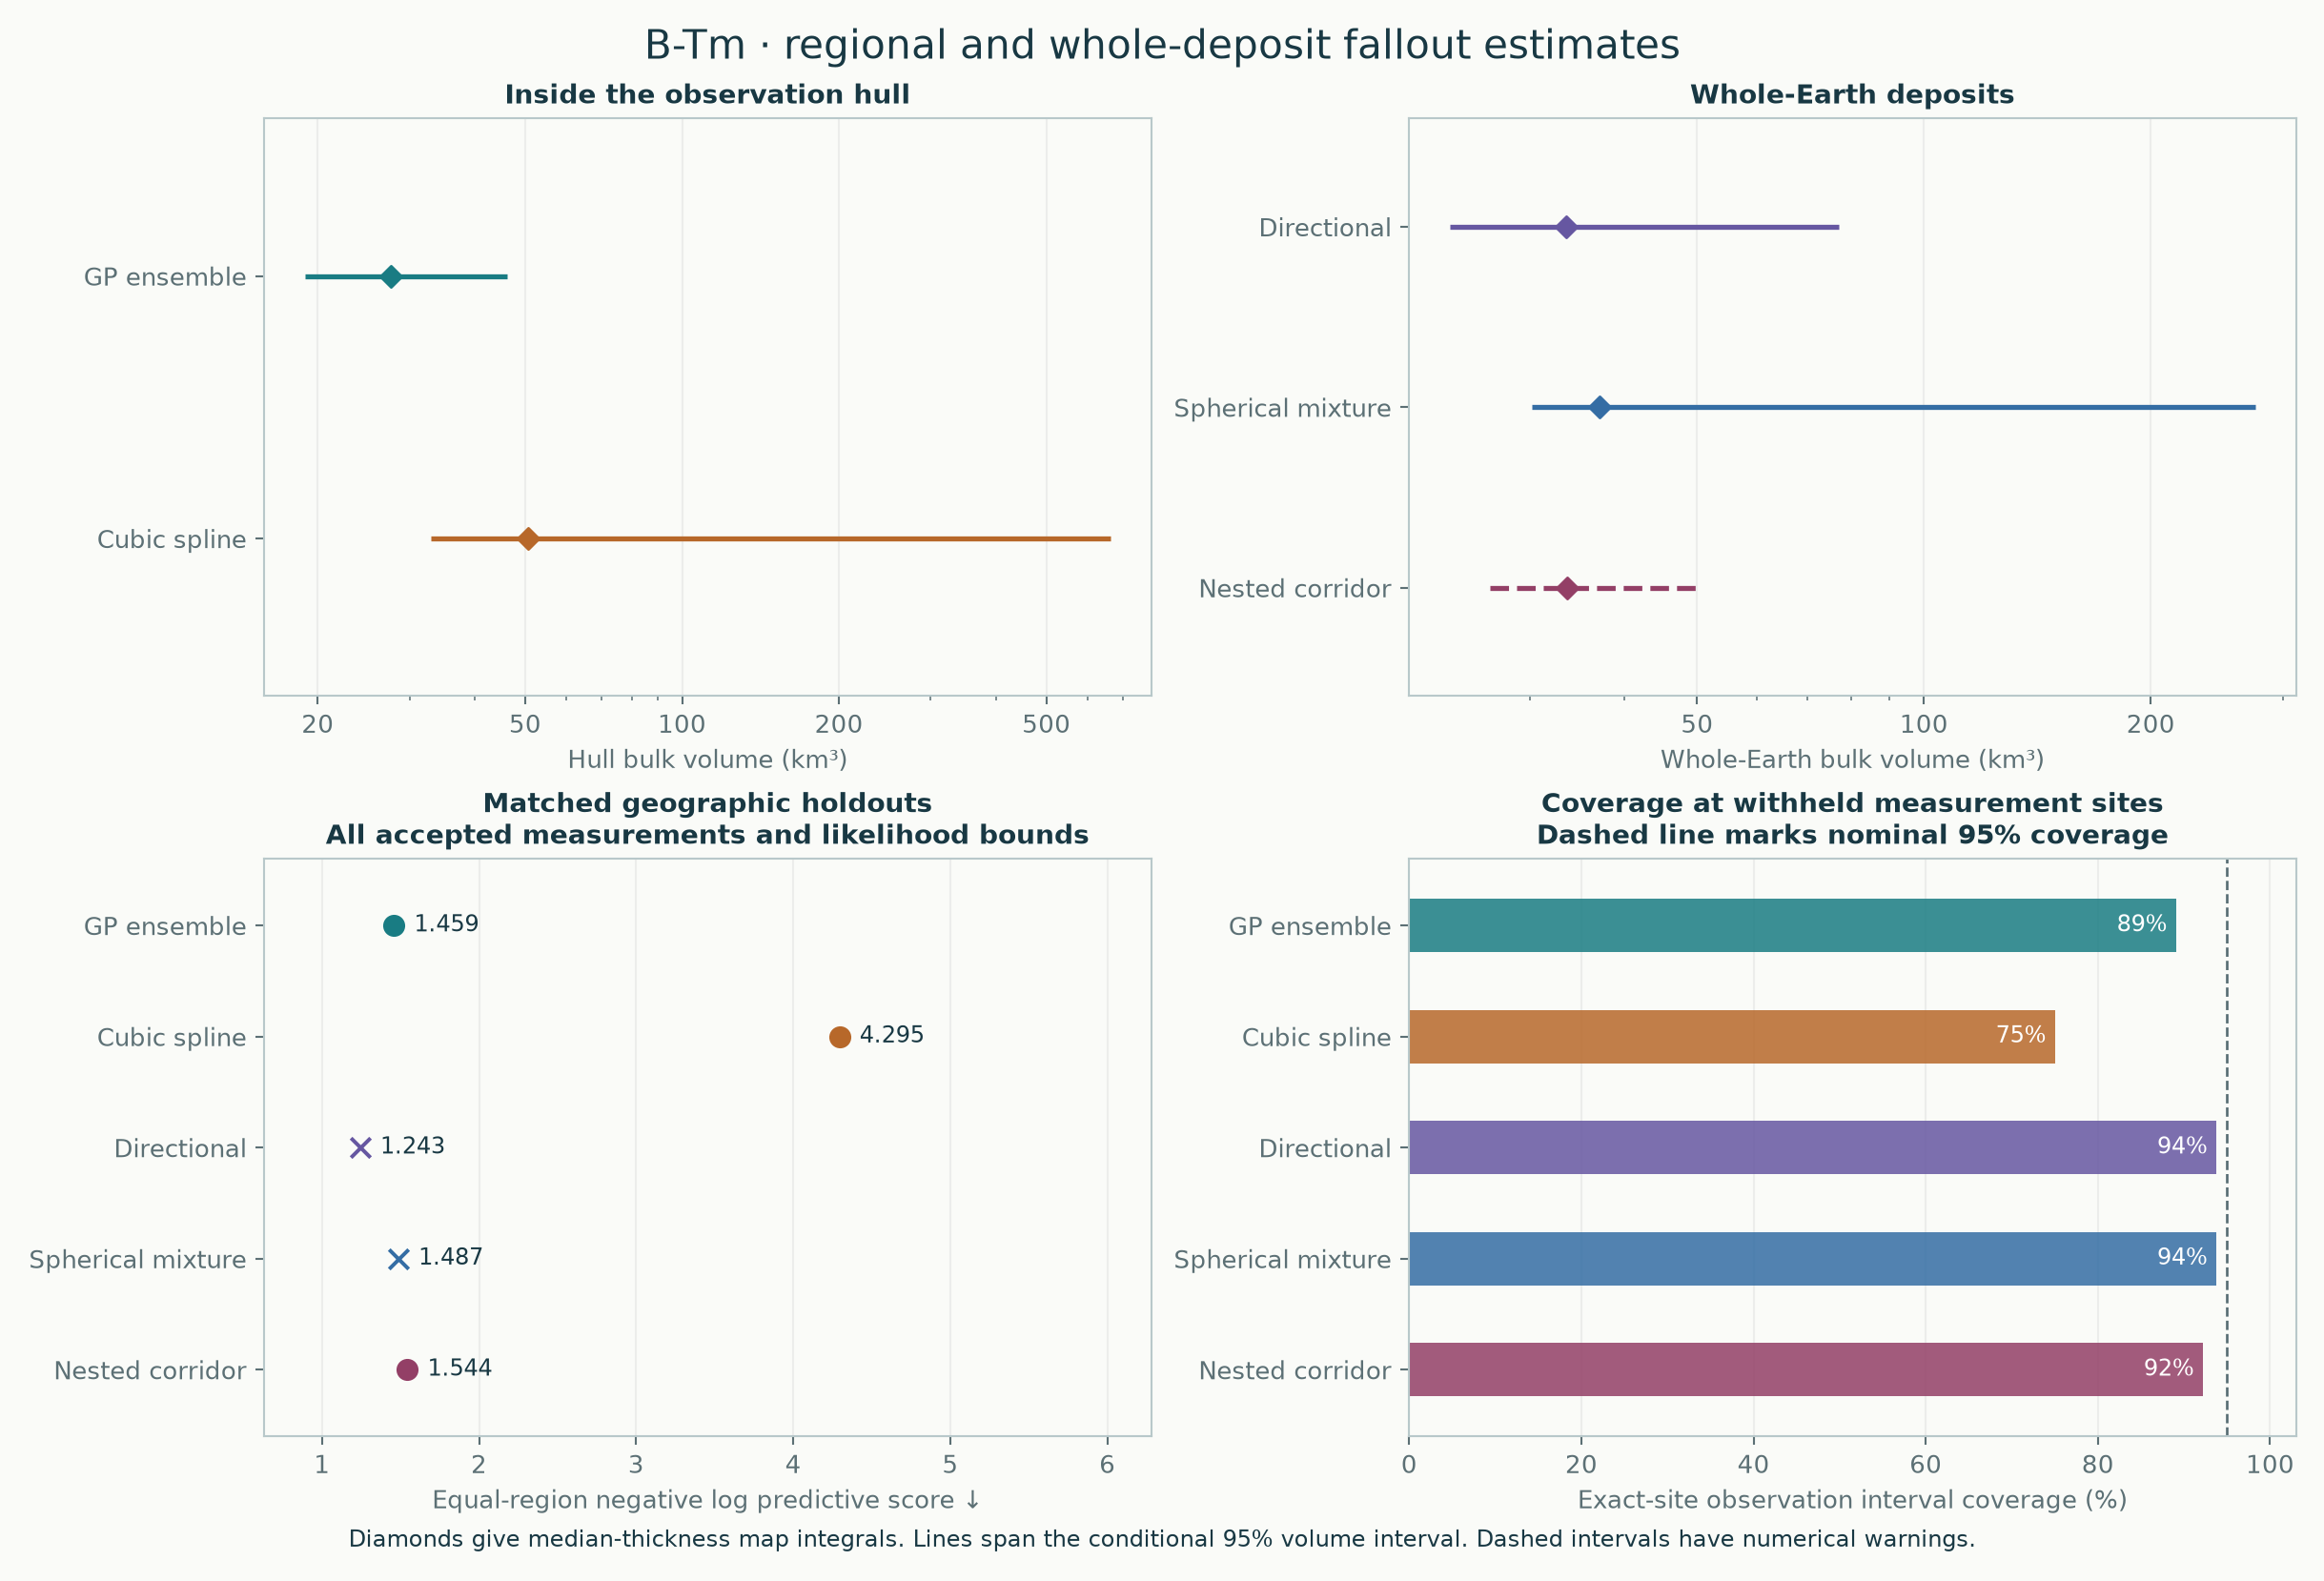 B-Tm · regional and whole-deposit fallout estimates
Inside the observation hull
GP ensemble
Cubic spline
20 50 100 200 500
Hull bulk volume (km³)
Whole-Earth deposits
Directional
Spherical mixture
Nested corridor
50 100 200
Whole-Earth bulk volume (km³)
Matched geographic holdouts
All accepted measurements and likelihood bounds
GP ensemble 1.459
Cubic spline 4.295
Directional 1.243
Spherical mixture 1.487
Nested corridor 1.544
1 2 3 4 5 6
Equal-region negative log predictive score ↓
Coverage at withheld measurement sites
Dashed line marks nominal 95% coverage
GP ensemble 89%
Cubic spline 75%
Directional 94%
Spherical mixture 94%
Nested corridor 92%
0 20 40 60 80 100
Exact-site observation interval coverage (%)
Diamonds give median-thickness map integrals. Lines span the conditional 95% volume interval. Dashed intervals have numerical warnings.